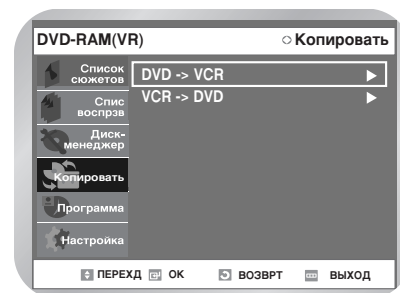 DVD-RAM(VR) Копировать
Список сюжетов
DVD -> VCR
Спис воспрзв
VCR -> DVD
Диск-менеджер
Копировать
Программа
Настройка
ПЕРЕХД ОК ВОЗВРТ ВЫХОД